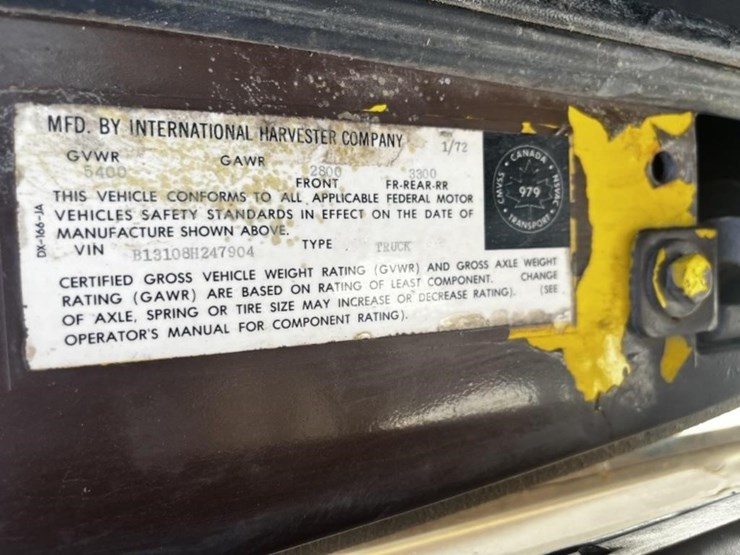 MFD. BY INTERNATIONAL HARVESTER COMPANY 1/72
GVWR GAWR
5400 2800 3300
FRONT FR-REAR-RR
THIS VEHICLE CONFORMS TO ALL APPLICABLE FEDERAL MOTOR
VEHICLES SAFETY STANDARDS IN EFFECT ON THE DATE OF
MANUFACTURE SHOWN ABOVE.
VIN B13108H247904 TYPE TRUCK
CERTIFIED GROSS VEHICLE WEIGHT RATING (GVWR) AND GROSS AXLE WEIGHT
RATING (GAWR) ARE BASED ON RATING OF LEAST COMPONENT. CHANGE
OF AXLE, SPRING OR TIRE SIZE MAY INCREASE OR DECREASE RATING). (SEE
OPERATOR'S MANUAL FOR COMPONENT RATING).
DX-166-JA
CANADA
CMVSS
NSVAC
979
TRANSPORT